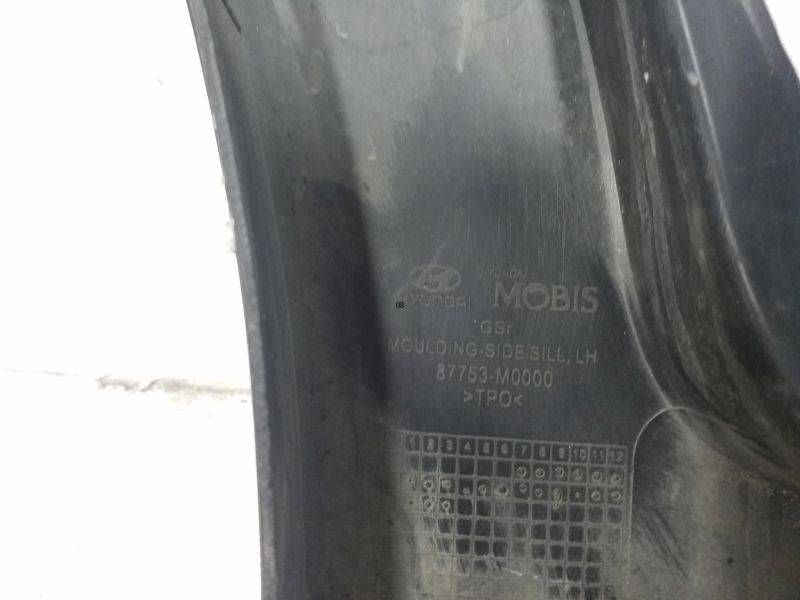 HYUNDAI
HYUNDAI
MOBIS
GSr
MOULDING-SIDE SILL, LH
87753-M0000
>TPO<
1 2 3 4 5 6 7 8 9 10 11 12